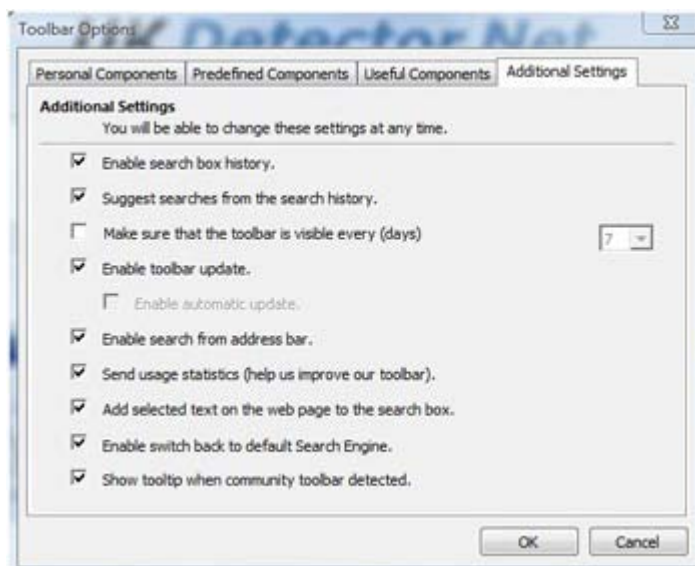 UK Detector Net
Toolbar Options
Personal Components Predefined Components Useful Components Additional Settings
Additional Settings
You will be able to change these settings at any time.
Enable search box history.
Suggest searches from the search history.
Make sure that the toolbar is visible every (days) 7
Enable toolbar update.
Enable automatic update.
Enable search from address bar.
Send usage statistics (help us improve our toolbar).
Add selected text on the web page to the search box.
Enable switch back to default Search Engine.
Show tooltip when community toolbar detected.
OK Cancel